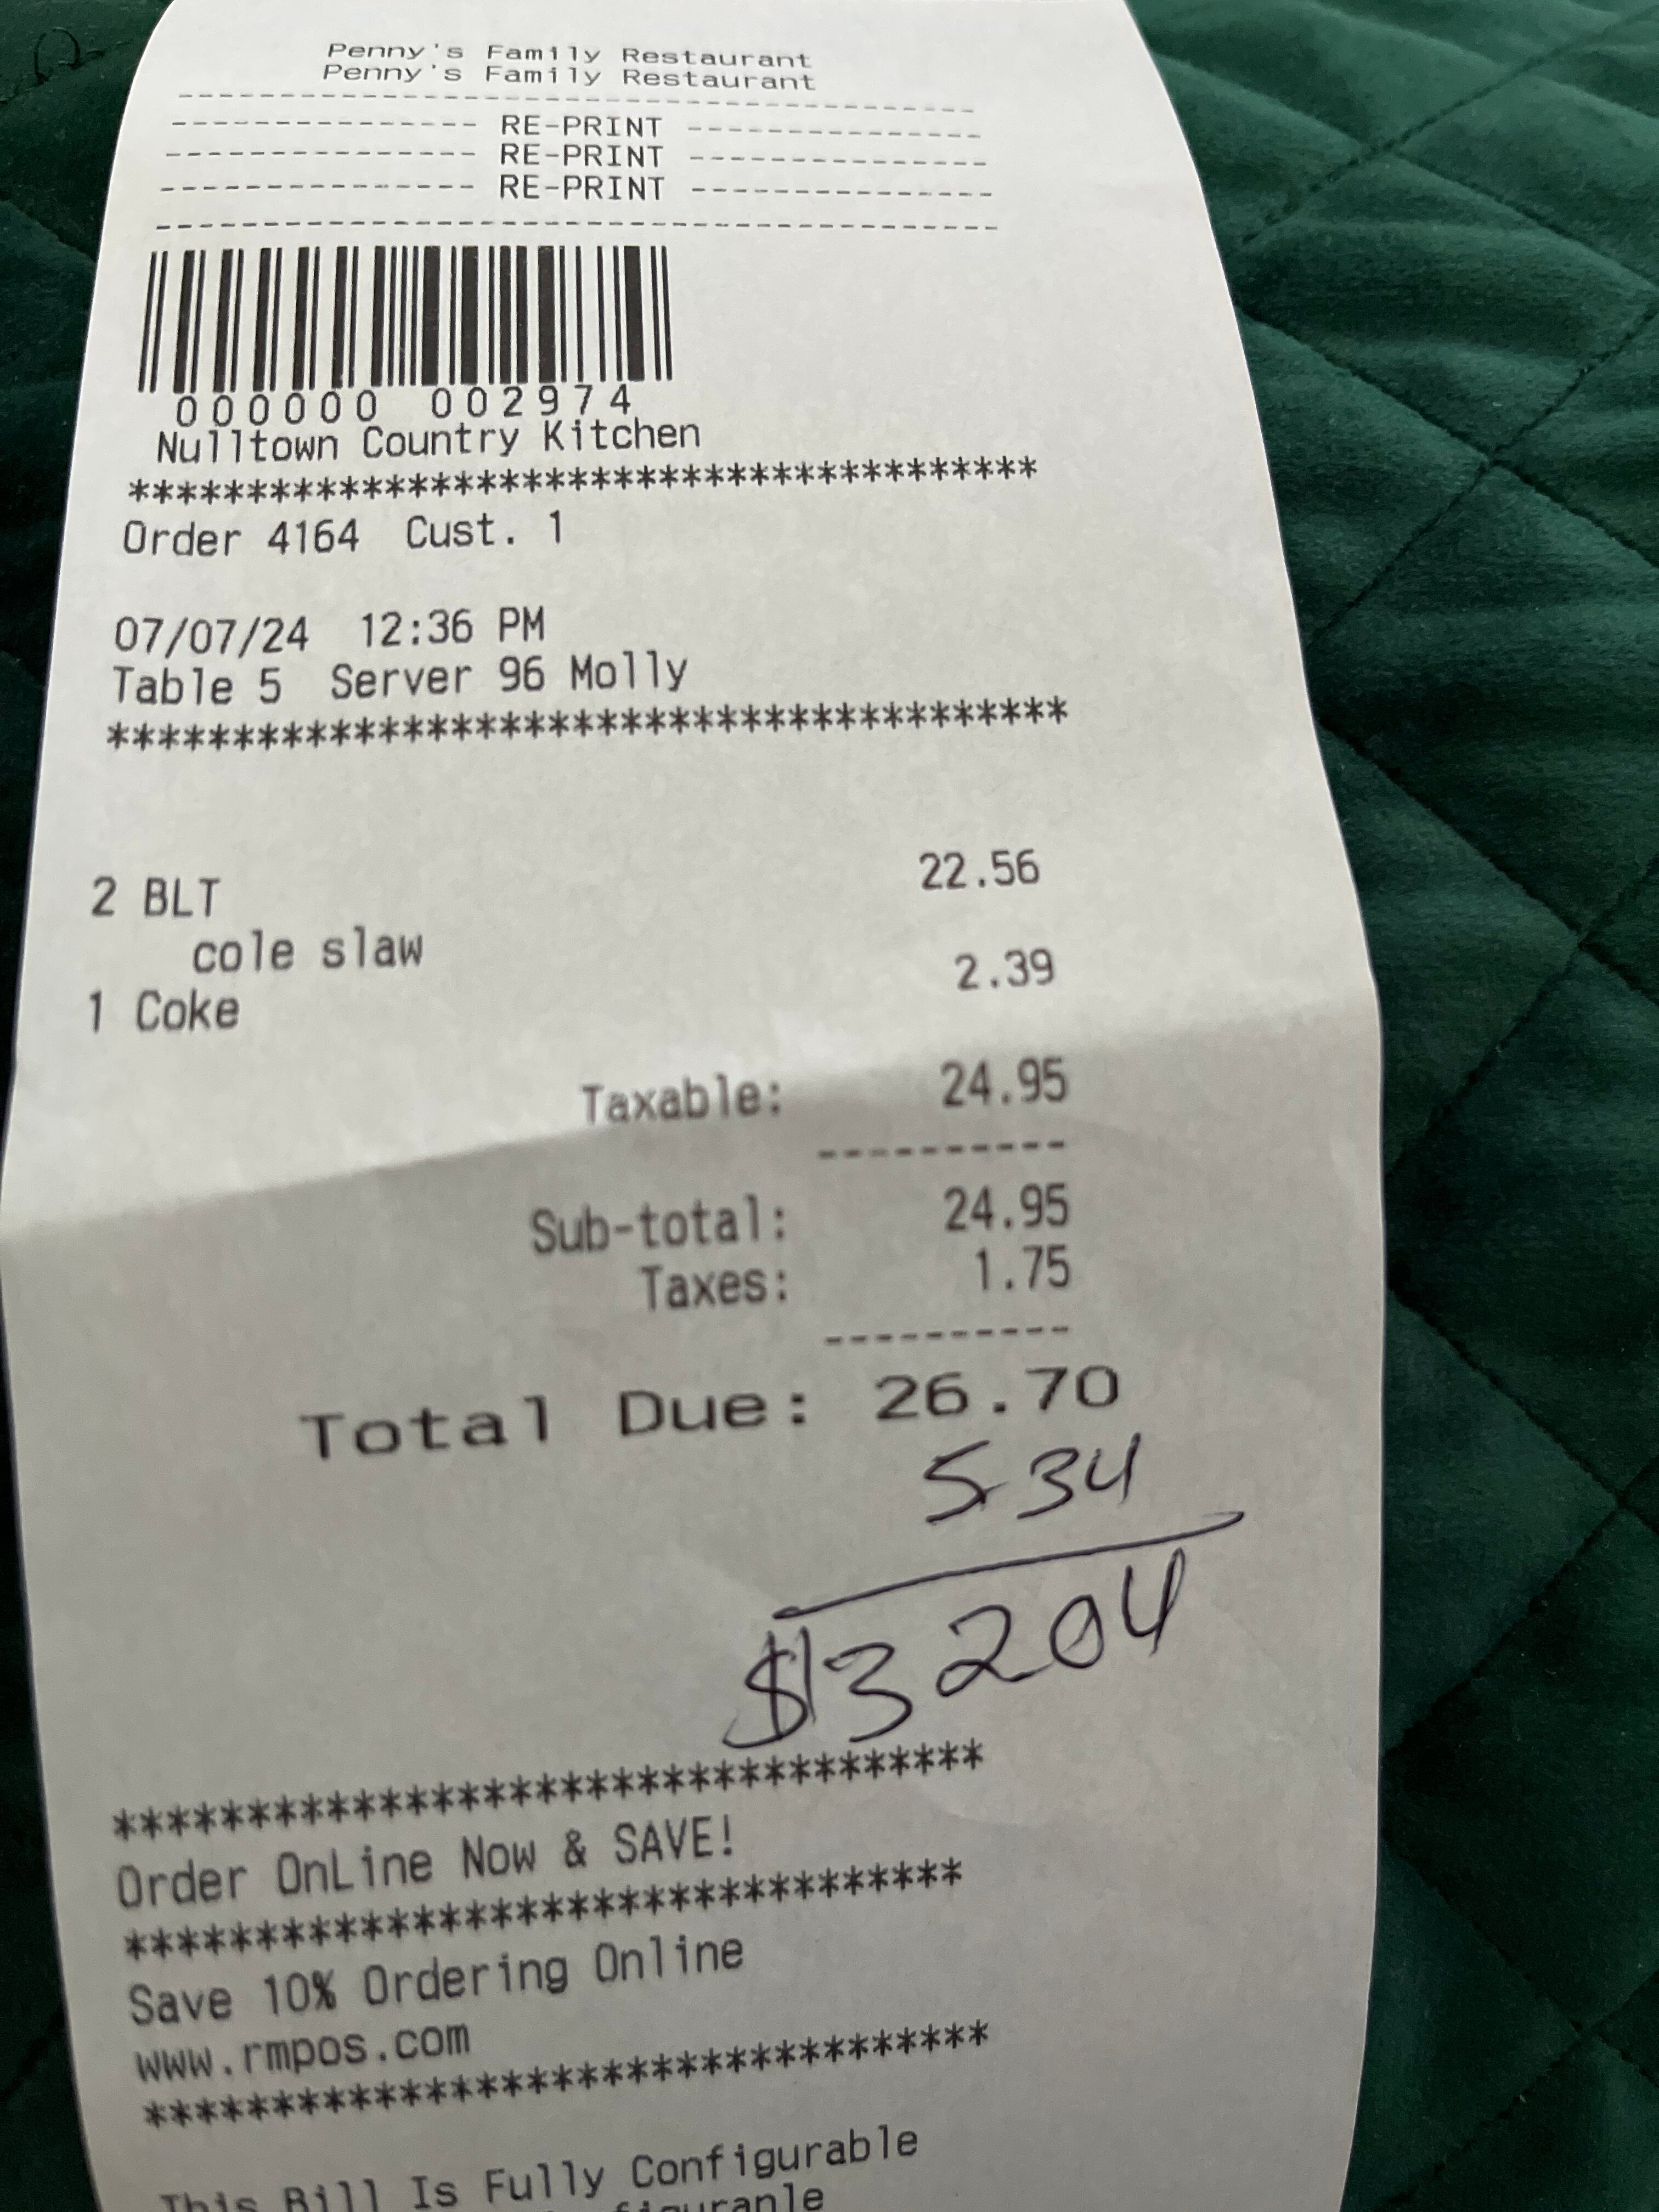 Penny's Family Restaurant
Penny's Family Restaurant
----------------------------------------
--------------- RE-PRINT ---------------
--------------- RE-PRINT ---------------
--------------- RE-PRINT ---------------
----------------------------------------
000000 002974
Nulltown Country Kitchen
****************************************
Order 4164 Cust. 1
07/07/24 12:36 PM
Table 5 Server 96 Molly
****************************************
2 BLT 22.56
cole slaw
1 Coke 2.39
Taxable: 24.95
----------
Sub-total: 24.95
Taxes: 1.75
----------
Total Due: 26.70
5 34
$32 04
*********************************
Order OnLine Now & SAVE!
********************************
Save 10% Ordering Online
www.rmpos.com
********************************
This Bill Is Fully Configurable